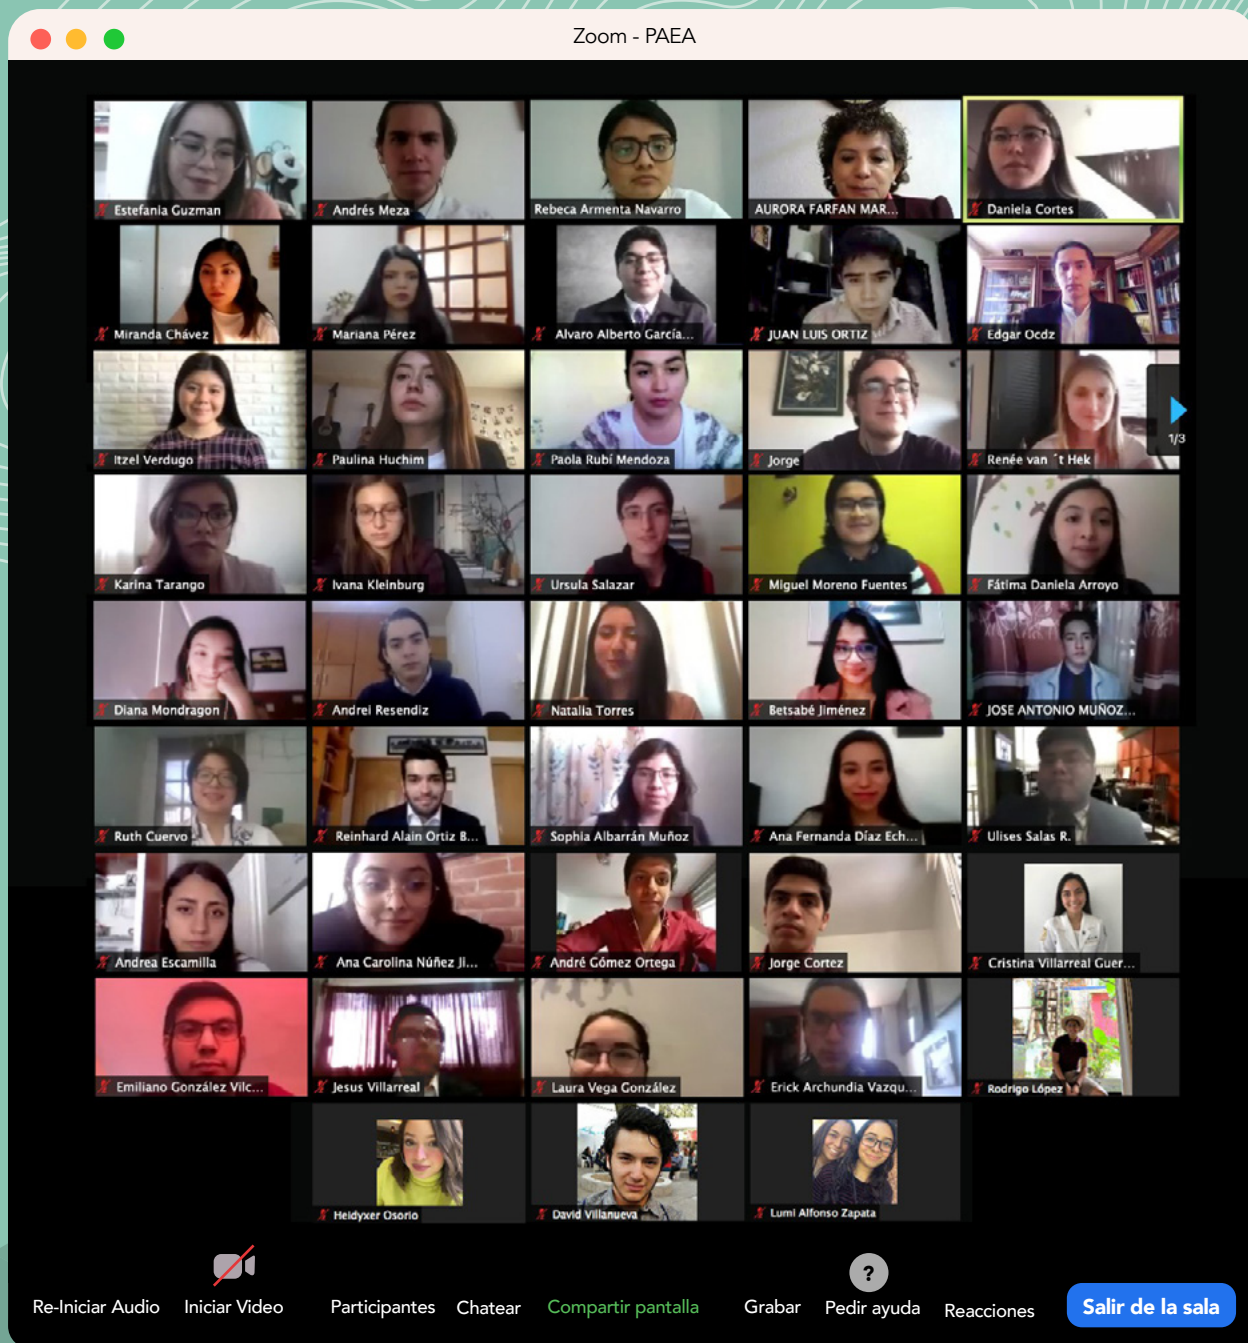 Zoom - PAEA
Estefania Guzman
Andrés Meza
Rebeca Armenta Navarro
AURORA FARFAN MAR...
Daniela Cortes
Miranda Chávez
Mariana Pérez
Alvaro Alberto García...
JUAN LUIS ORTIZ
Edgar Ocdz
Itzel Verdugo
Paulina Huchim
Paola Rubí Mendoza
Jorge
Renée van ´t Hek
1/3
Karina Tarango
Ivana Kleinburg
Ursula Salazar
Miguel Moreno Fuentes
Fátima Daniela Arroyo
Diana Mondragon
Andrei Resendiz
Natalia Torres
Betsabé Jiménez
JOSE ANTONIO MUÑOZ...
Ruth Cuervo
Reinhard Alain Ortiz B...
Sophia Albarrán Muñoz
Ana Fernanda Díaz Ech...
Ulises Salas R.
Andrea Escamilla
Ana Carolina Núñez Ji...
André Gómez Ortega
Jorge Cortez
Cristina Villarreal Guer...
Emiliano González Vilc...
Jesus Villarreal
Laura Vega González
Erick Archundia Vazqu...
Rodrigo López
Heidyxer Osorio
David Villanueva
Lumi Alfonso Zapata
?
Re-Iniciar Audio
Iniciar Video
Participantes
Chatear
Compartir pantalla
Grabar
Pedir ayuda
Reacciones
Salir de la sala